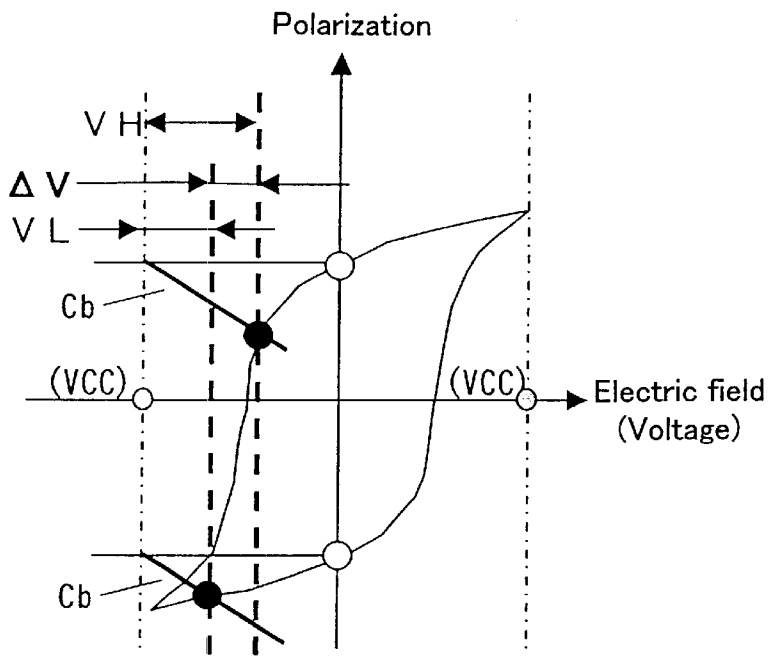 Polarization
V H
Δ V
V L
Cb
(VCC)
(VCC)
Electric field
(Voltage)
Cb